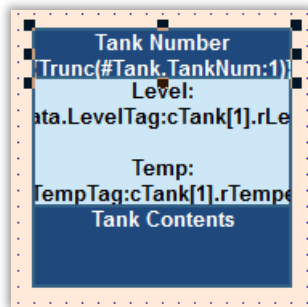 Tank Number
{Trunc(#Tank.TankNum:1)}
Level:
ata.LevelTag:cTank[1].rLe
Temp:
TempTag:cTank[1].rTempe
Tank Contents